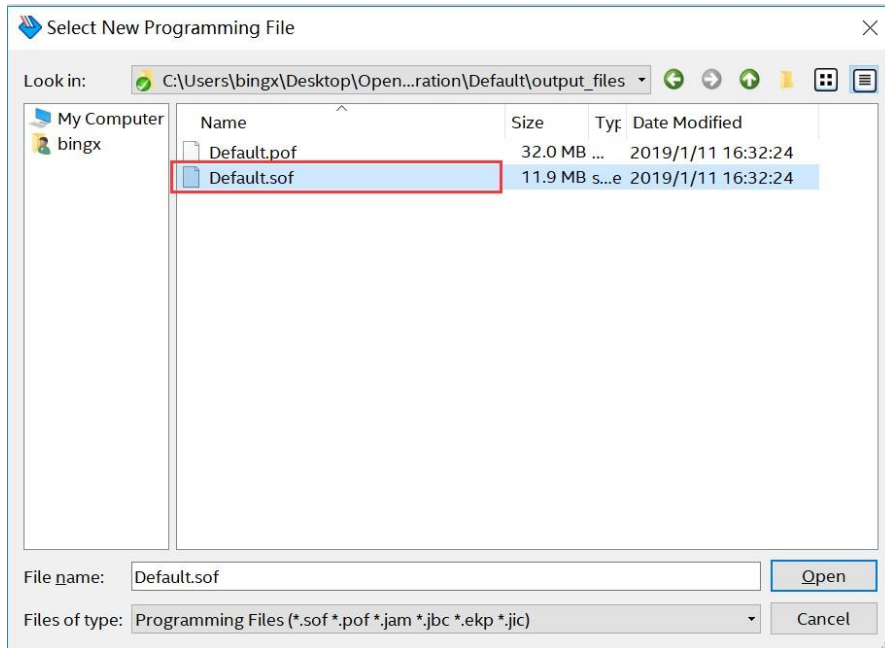 Select New Programming File
Look in: C:\Users\bingx\Desktop\Open...ration\Default\output_files
My Computer
bingx
Name Size Typ Date Modified
Default.pof 32.0 MB ... 2019/1/11 16:32:24
Default.sof 11.9 MB s...e 2019/1/11 16:32:24
File name: Default.sof Open
Files of type: Programming Files (*.sof *.pof *.jam *.jbc *.ekp *.jic) Cancel